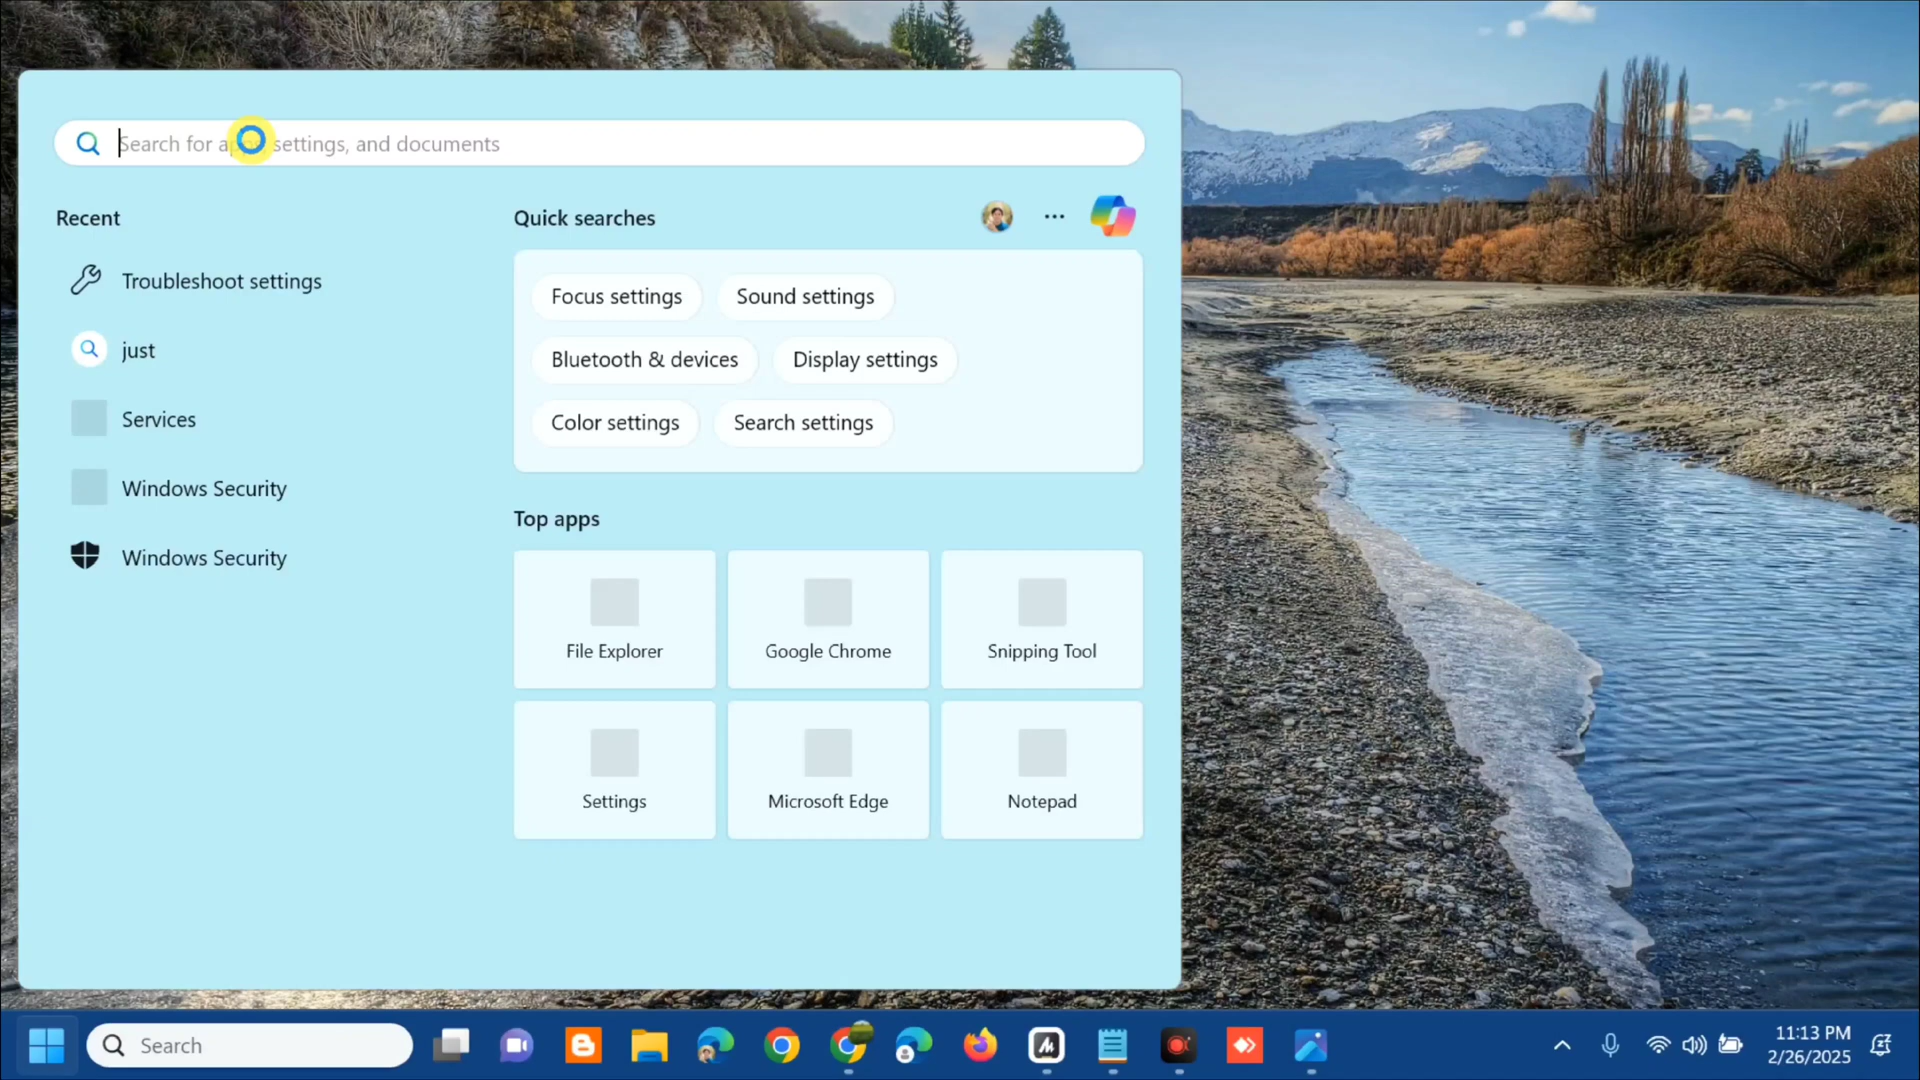 Search for ap settings, and documents
Recent
Quick searches
Troubleshoot settings
just
Services
Windows Security
Windows Security
Focus settings
Sound settings
Bluetooth & devices
Display settings
Color settings
Search settings
Top apps
File Explorer
Google Chrome
Snipping Tool
Settings
Microsoft Edge
Notepad
Search
11:13 PM
2/26/2025